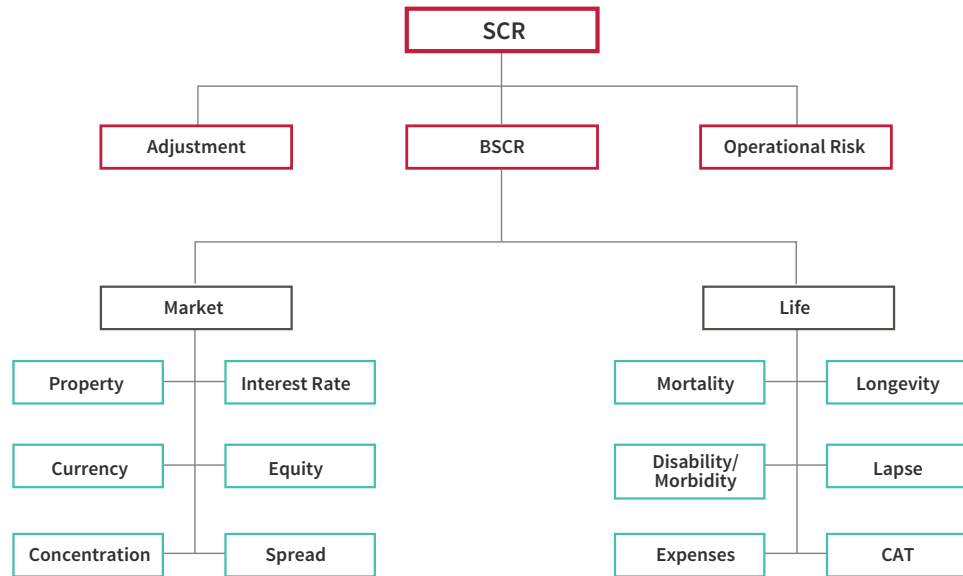 SCR
Adjustment
BSCR
Operational Risk
Market
Life
Property
Interest Rate
Mortality
Longevity
Currency
Equity
Disability/
Morbidity
Lapse
Concentration
Spread
Expenses
CAT